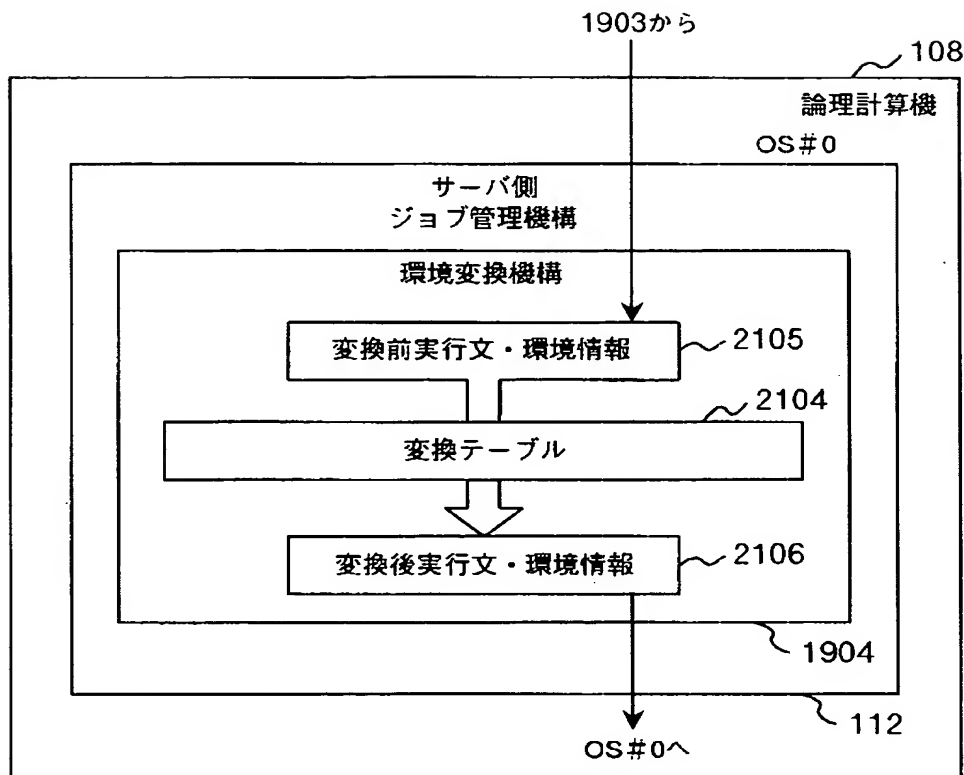 1903から
108
論理計算機
OS#0
サーバ側
ジョブ管理機構
環境変換機構
変換前実行文・環境情報
2105
2104
変換テーブル
変換後実行文・環境情報
2106
1904
112
OS#0へ